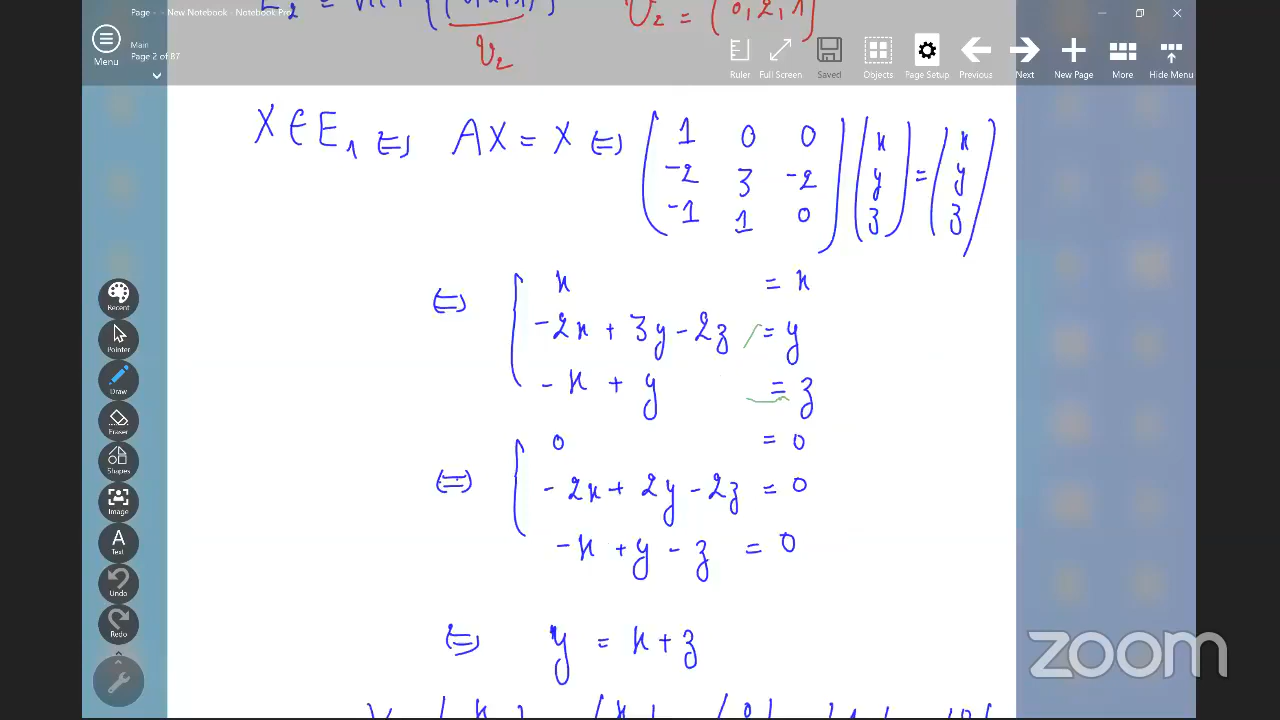 Page - - New Notebook - Notebook Pro
Main
Page 2 of 87
Menu
Ruler
Full Screen
Saved
Objects
Page Setup
Previous
Next
New Page
More
Hide Menu
V₂ = (0, 2, 1)
V₂
X ∈ E₁ ⇔ AX = X ⇔ ( 1 0 0 ) ( x ) = ( x )
-2 3 -2 y y
-1 1 0 z z
⇔ { x = x
-2x + 3y - 2z = y
-x + y = z
⇔ { 0 = 0
-2x + 2y - 2z = 0
-x + y - z = 0
⇔ y = x + z
Recent
Pointer
Draw
Eraser
Shapes
Image
Text
Undo
Redo
zoom